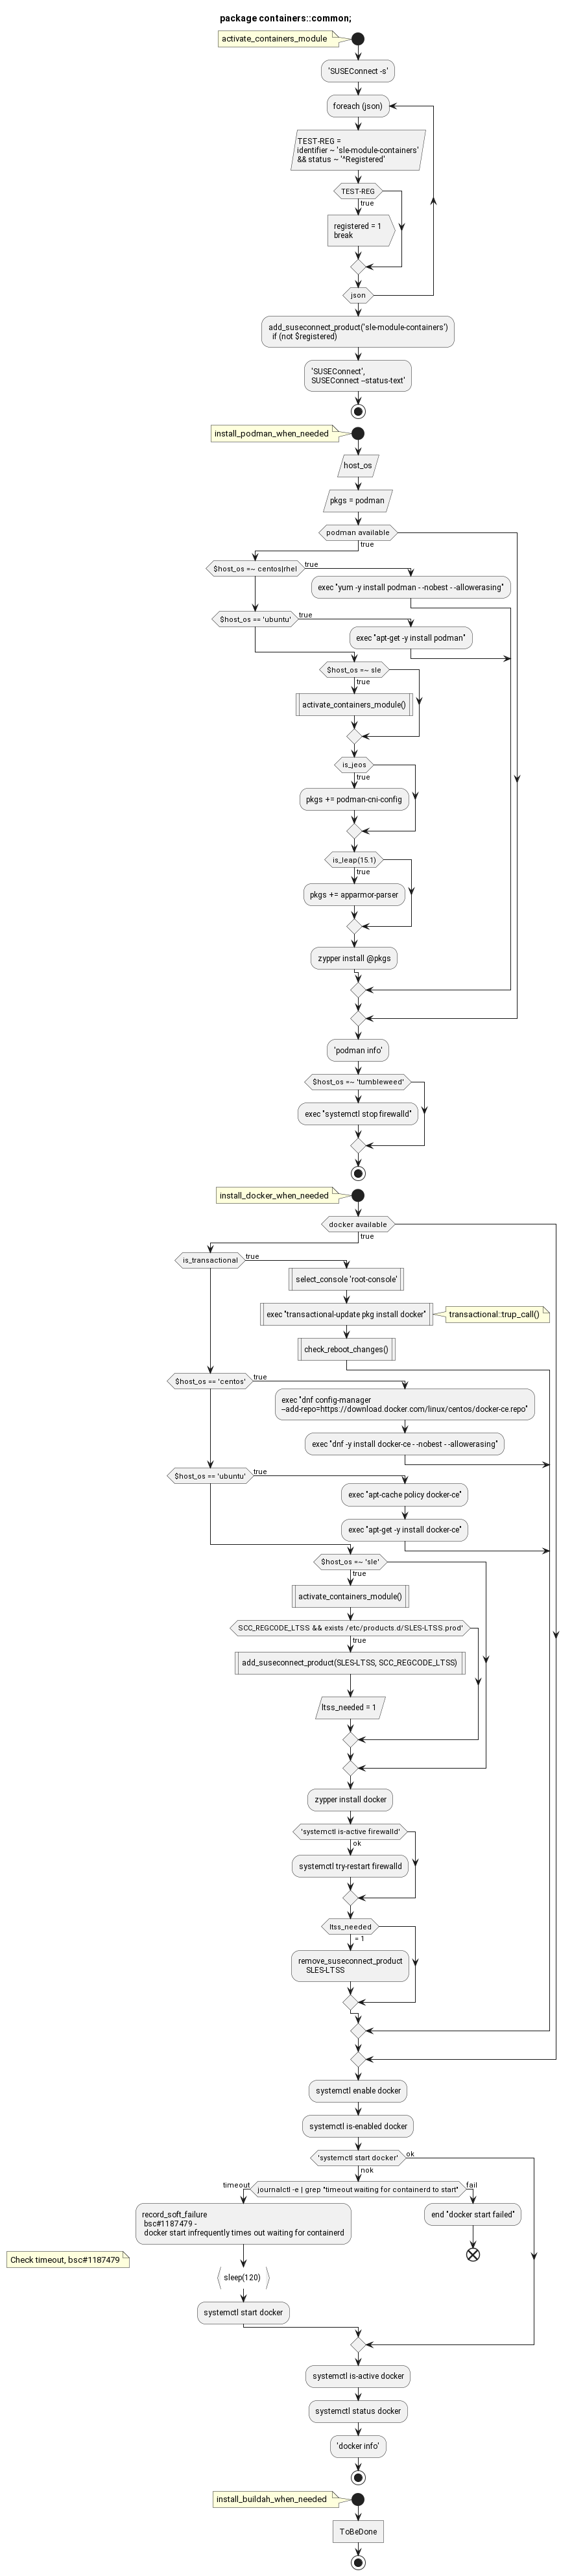 package containers::common;
activate_containers_module
'SUSEConnect -s'
foreach (json)
TEST-REG =
identifier ~ 'sle-module-containers'
&& status ~ '^Registered'
TEST-REG
true
registered = 1
break
json
add_suseconnect_product('sle-module-containers')
if (not $registered)
'SUSEConnect',
SUSEConnect --status-text'
install_podman_when_needed
host_os
pkgs = podman
podman available
true
$host_os =~ centos|rhel
true
exec "yum -y install podman - -nobest - -allowerasing"
$host_os == 'ubuntu'
true
exec "apt-get -y install podman"
$host_os =~ sle
true
activate_containers_module()
is_jeos
true
pkgs += podman-cni-config
is_leap(15.1)
true
pkgs += apparmor-parser
zypper install @pkgs
'podman info'
$host_os =~ 'tumbleweed'
exec "systemctl stop firewalld"
install_docker_when_needed
docker available
true
is_transactional
true
select_console 'root-console'
exec "transactional-update pkg install docker"
transactional::trup_call()
check_reboot_changes()
$host_os == 'centos'
true
exec "dnf config-manager
--add-repo=https://download.docker.com/linux/centos/docker-ce.repo"
exec "dnf -y install docker-ce - -nobest - -allowerasing"
$host_os == 'ubuntu'
true
exec "apt-cache policy docker-ce"
exec "apt-get -y install docker-ce"
$host_os =~ 'sle'
true
activate_containers_module()
SCC_REGCODE_LTSS && exists /etc/products.d/SLES-LTSS.prod'
true
add_suseconnect_product(SLES-LTSS, SCC_REGCODE_LTSS)
ltss_needed = 1
zypper install docker
'systemctl is-active firewalld'
ok
systemctl try-restart firewalld
ltss_needed
= 1
remove_suseconnect_product
SLES-LTSS
systemctl enable docker
systemctl is-enabled docker
'systemctl start docker'
ok
nok
timeout
journalctl -e | grep "timeout waiting for containerd to start"
fail
record_soft_failure
bsc#1187479 -
docker start infrequently times out waiting for containerd
end "docker start failed"
Check timeout, bsc#1187479
sleep(120)
systemctl start docker
systemctl is-active docker
systemctl status docker
'docker info'
install_buildah_when_needed
ToBeDone